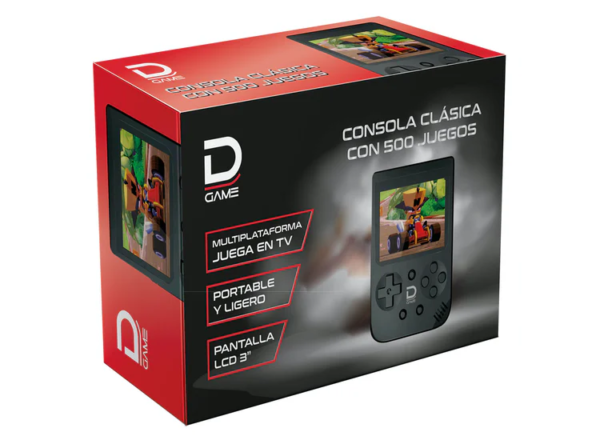 D
GAME
CONSOLA CLÁSICA
CON 500 JUEGOS
CONSOLA CLÁSICA
CON 500 JUEGOS
D
GAME
MULTIPLATAFORMA
JUEGA EN TV
PORTABLE
Y LIGERO
PANTALLA
LCD 3"
D
GAME
D